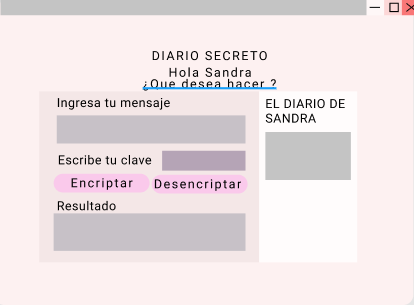 DIARIO SECRETO
Hola Sandra
¿Que desea hacer ?
Ingresa tu mensaje
Escribe tu clave
Encriptar
Desencriptar
Resultado
EL DIARIO DE
SANDRA